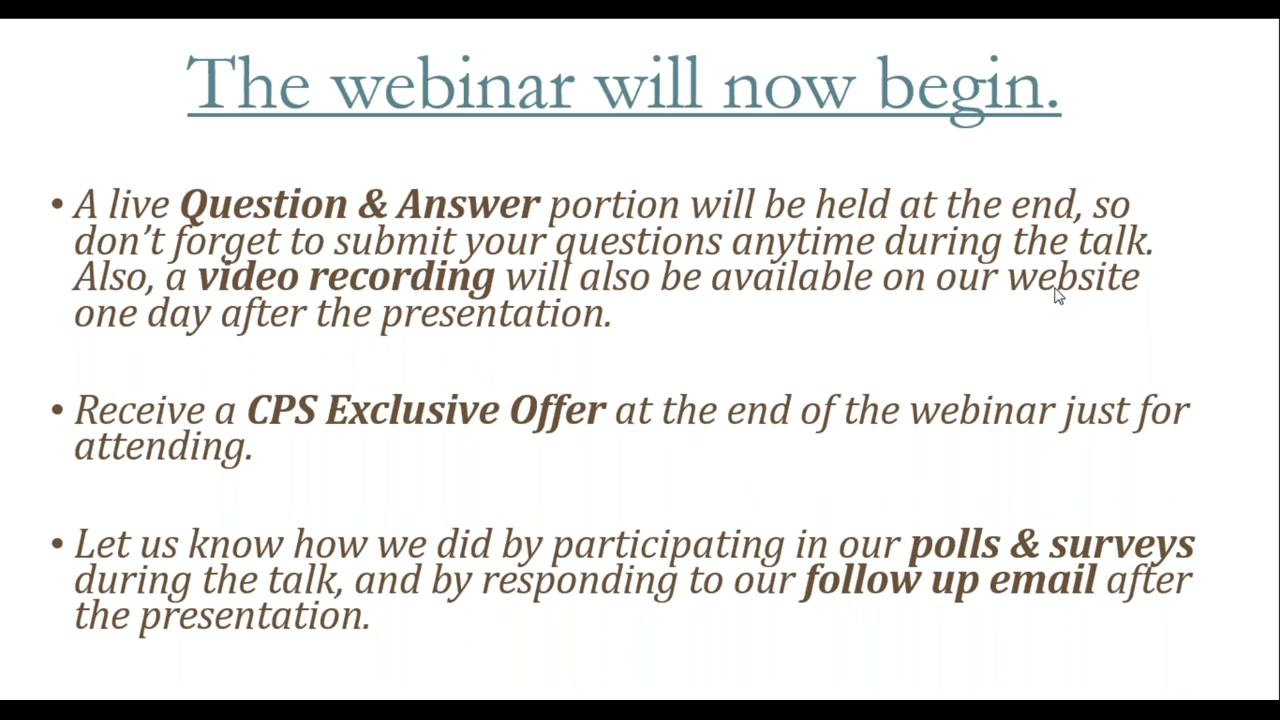 The webinar will now begin.
• A live Question & Answer portion will be held at the end, so
don’t forget to submit your questions anytime during the talk.
Also, a video recording will also be available on our website
one day after the presentation.
• Receive a CPS Exclusive Offer at the end of the webinar just for
attending.
• Let us know how we did by participating in our polls & surveys
during the talk, and by responding to our follow up email after
the presentation.